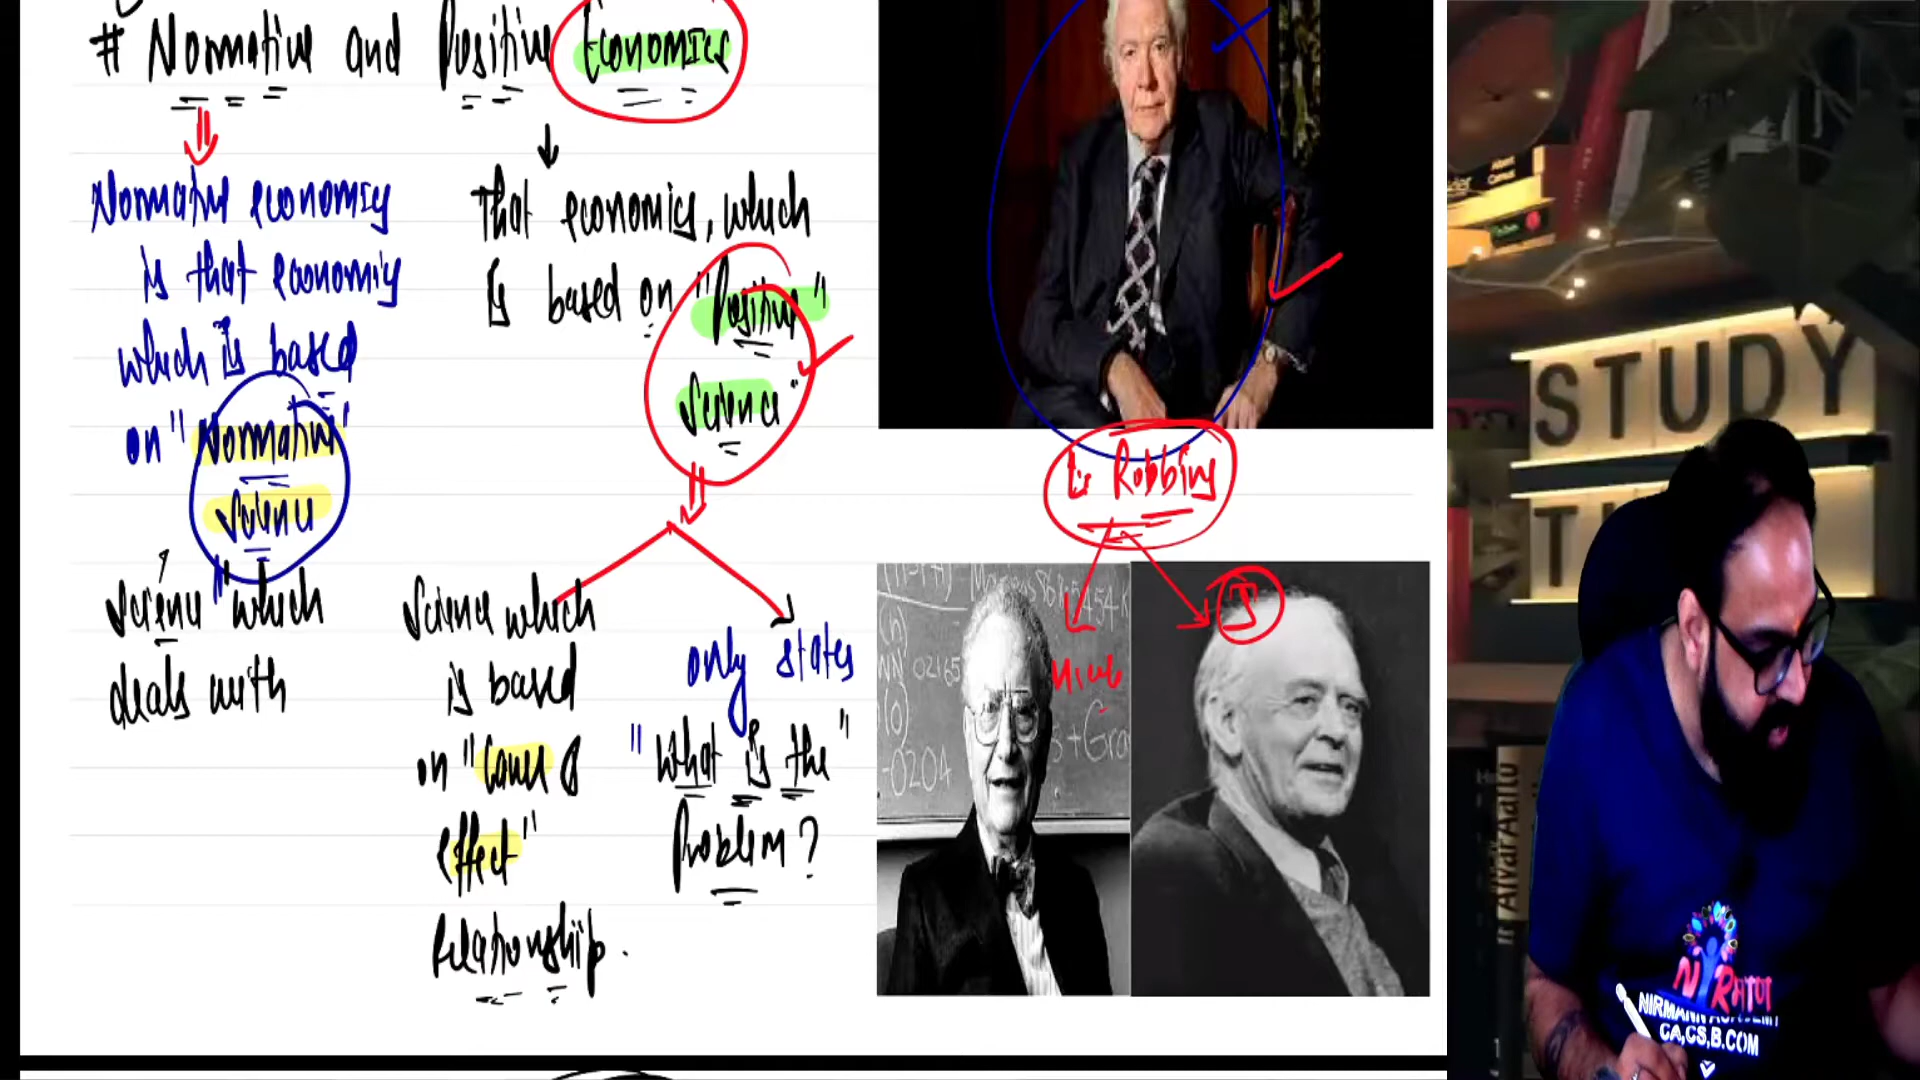 # Normative and Positive Economics
Normative economics
is that economics
which is based
on "Normative
Science"
Science which
deals with
That economics, which
is based on "Positive"
Science"
Science which
is based
on "Cause &
effect"
relationship.
only states
"What is the"
Problem?
Robbins
STUDY
NIRMANN ACADEMY
CA,CS,B.COM